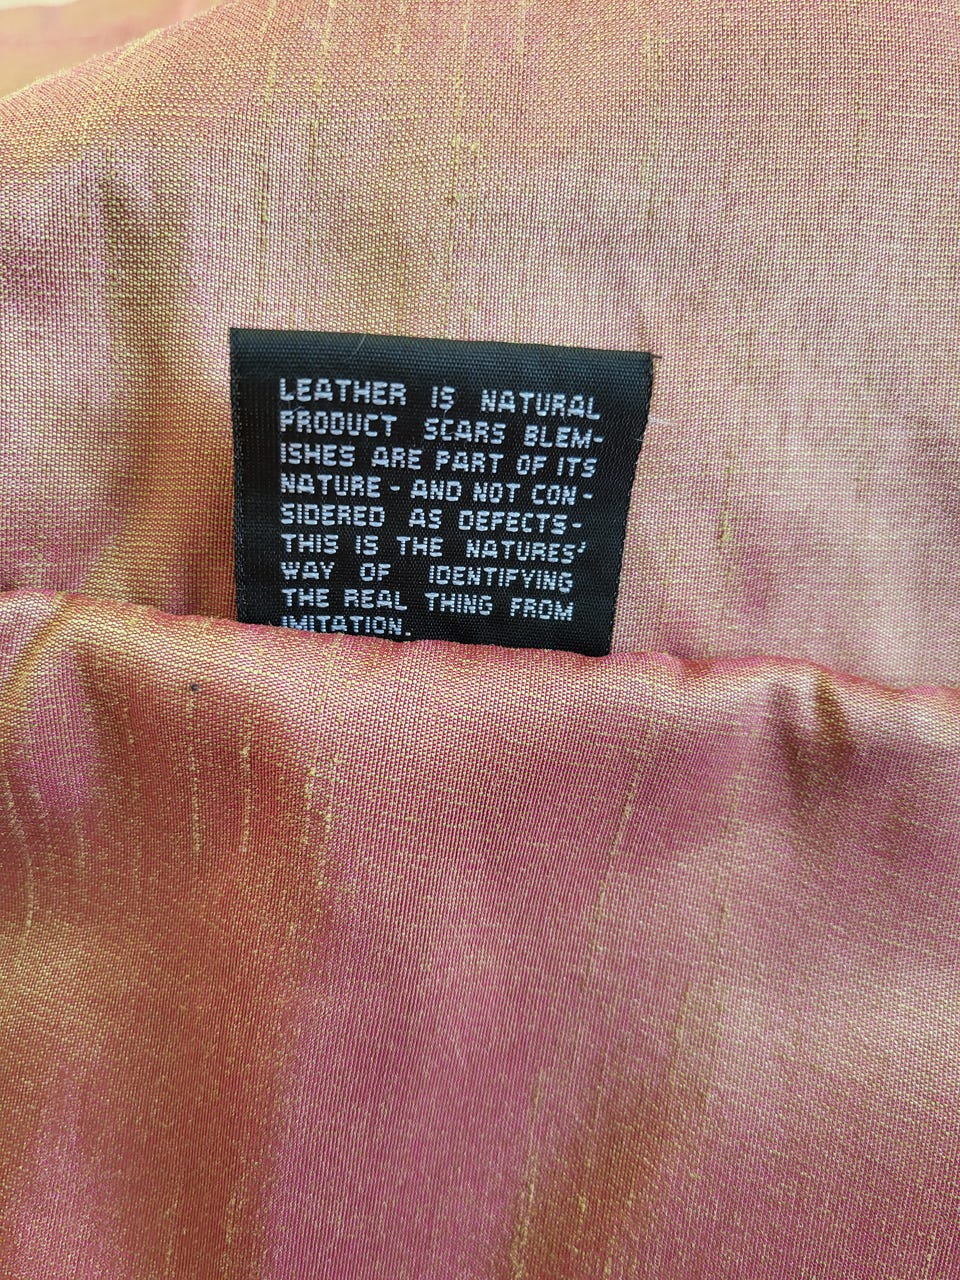 LEATHER IS NATURAL
PRODUCT SCARS BLEM-
ISHES ARE PART OF ITS
NATURE - AND NOT CON -
SIDERED AS DEFECTS-
THIS IS THE NATURES'
WAY OF IDENTIFYING
THE REAL THING FROM
IMITATION.